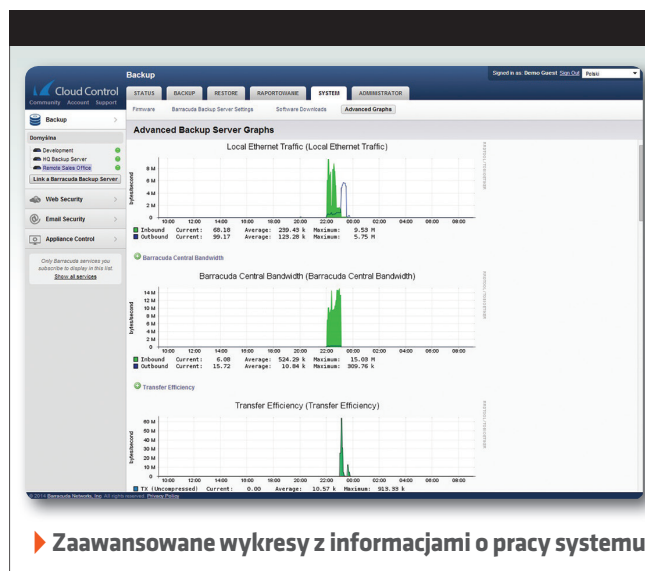 Backup
Signed in as: Demo Guest Sign Out Polski
Cloud Control
Community Account Support
STATUS BACKUP RESTORE RAPORTOWANIE SYSTEM ADMINISTRATOR
Firmware Barracuda Backup Server Settings Software Downloads Advanced Graphs
Backup
Domyślna
Development
HQ Backup Server
Remote Sales Office
Link a Barracuda Backup Server
Web Security
Email Security
Appliance Control
Only Barracuda services you
subscribe to display in this list.
Show all services
Advanced Backup Server Graphs
Local Ethernet Traffic (Local Ethernet Traffic)
bytes/second
8 M
6 M
4 M
2 M
0
10:00 12:00 14:00 16:00 18:00 20:00 22:00 00:00 02:00 04:00 06:00 08:00
Inbound Current: 68.18 Average: 239.43 k Maximum: 9.53 M
Outbound Current: 99.17 Average: 123.28 k Maximum: 5.75 M
Barracuda Central Bandwidth
Barracuda Central Bandwidth (Barracuda Central Bandwidth)
bytes/second
14 M
12 M
10 M
8 M
6 M
4 M
2 M
0
10:00 12:00 14:00 16:00 18:00 20:00 22:00 00:00 02:00 04:00 06:00 08:00
Inbound Current: 6.08 Average: 524.29 k Maximum: 15.03 M
Outbound Current: 15.72 Average: 10.84 k Maximum: 309.76 k
Transfer Efficiency
Transfer Efficiency (Transfer Efficiency)
bytes/second
60 M
50 M
40 M
30 M
20 M
10 M
0
10:00 12:00 14:00 16:00 18:00 20:00 22:00 00:00 02:00 04:00 06:00 08:00
TX (Uncompressed) Current: 0.00 Average: 10.57 k Maximum: 913.33 k
© 2014 Barracuda Networks, Inc. All rights reserved. Privacy Policy
Zaawansowane wykresy z informacjami o pracy systemu